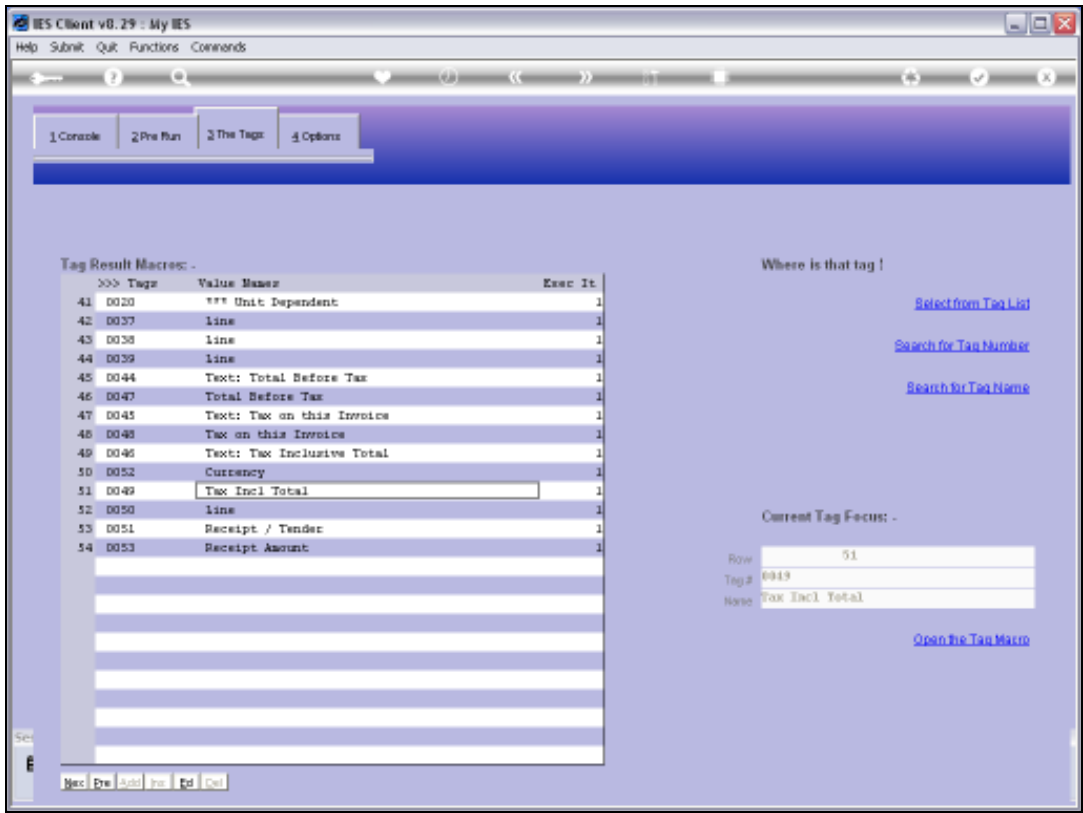 IES Client v8.29 : My IES
Help Submit Quit Functions Commands
1 Console 2 Pre Run 3 The Tags 4 Options
Tag Result Macros: -
Where is that tag !
>>> Tags Value Names Exec It
41 0020 *** Unit Dependent 1
42 0037 line 1
43 0038 line 1
44 0039 line 1
45 0044 Text: Total Before Tax 1
46 0047 Total Before Tax 1
47 0045 Text: Tax on this Invoice 1
48 0048 Tax on this Invoice 1
49 0046 Text: Tax Inclusive Total 1
50 0052 Currency 1
51 0049 Tax Incl Total 1
52 0050 line 1
53 0051 Receipt / Tender 1
54 0053 Receipt Amount 1
Select from Tag List
Search for Tag Number
Search for Tag Name
Current Tag Focus: -
Row 51
Tag # 0049
Name Tax Incl Total
Open the Tag Macro
Nex Pre Add Ins Ed Del